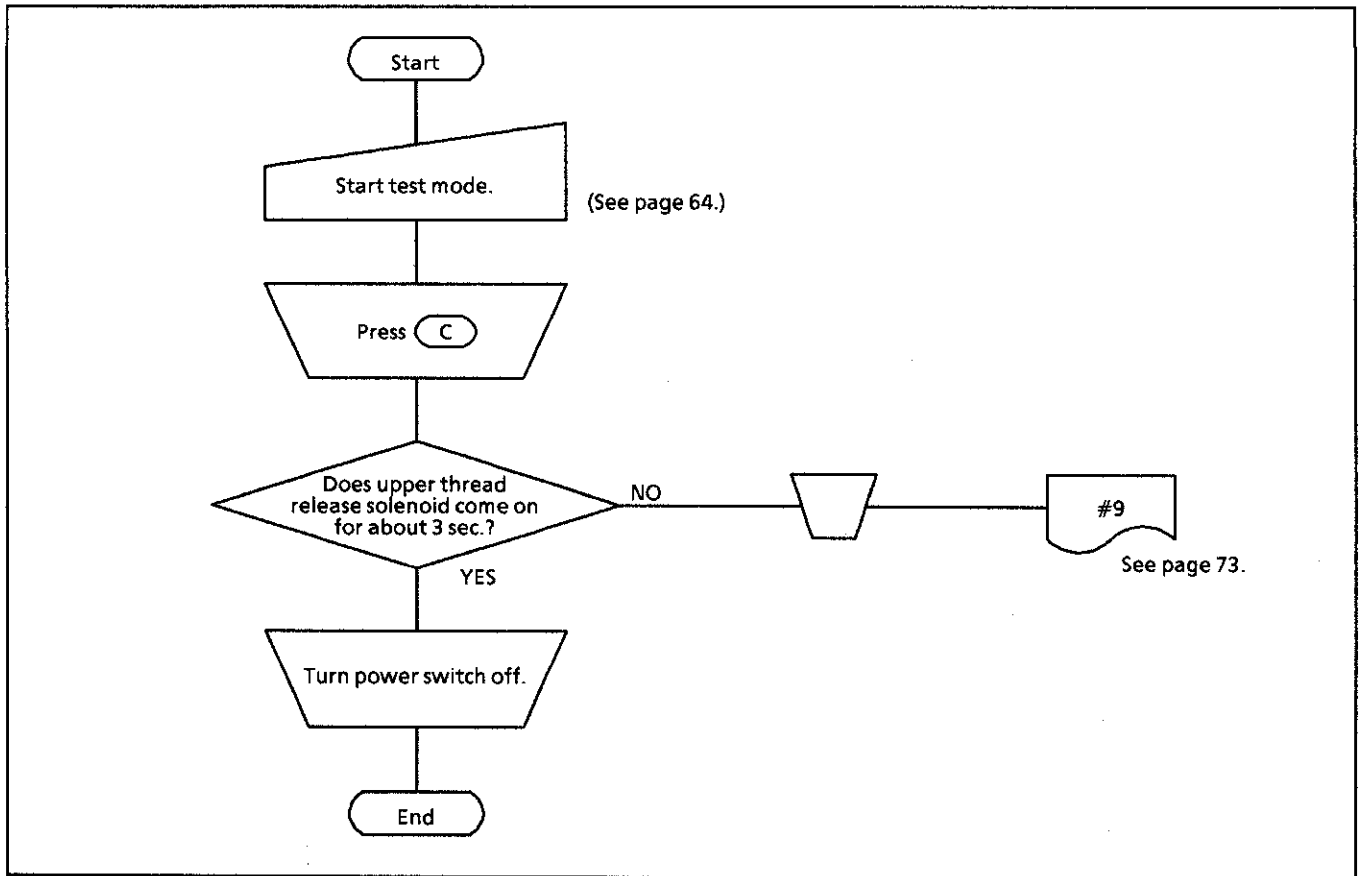 Start
Start test mode.
(See page 64.)
Press C
Does upper thread
release solenoid come on
for about 3 sec.?
NO
#9
See page 73.
YES
Turn power switch off.
End